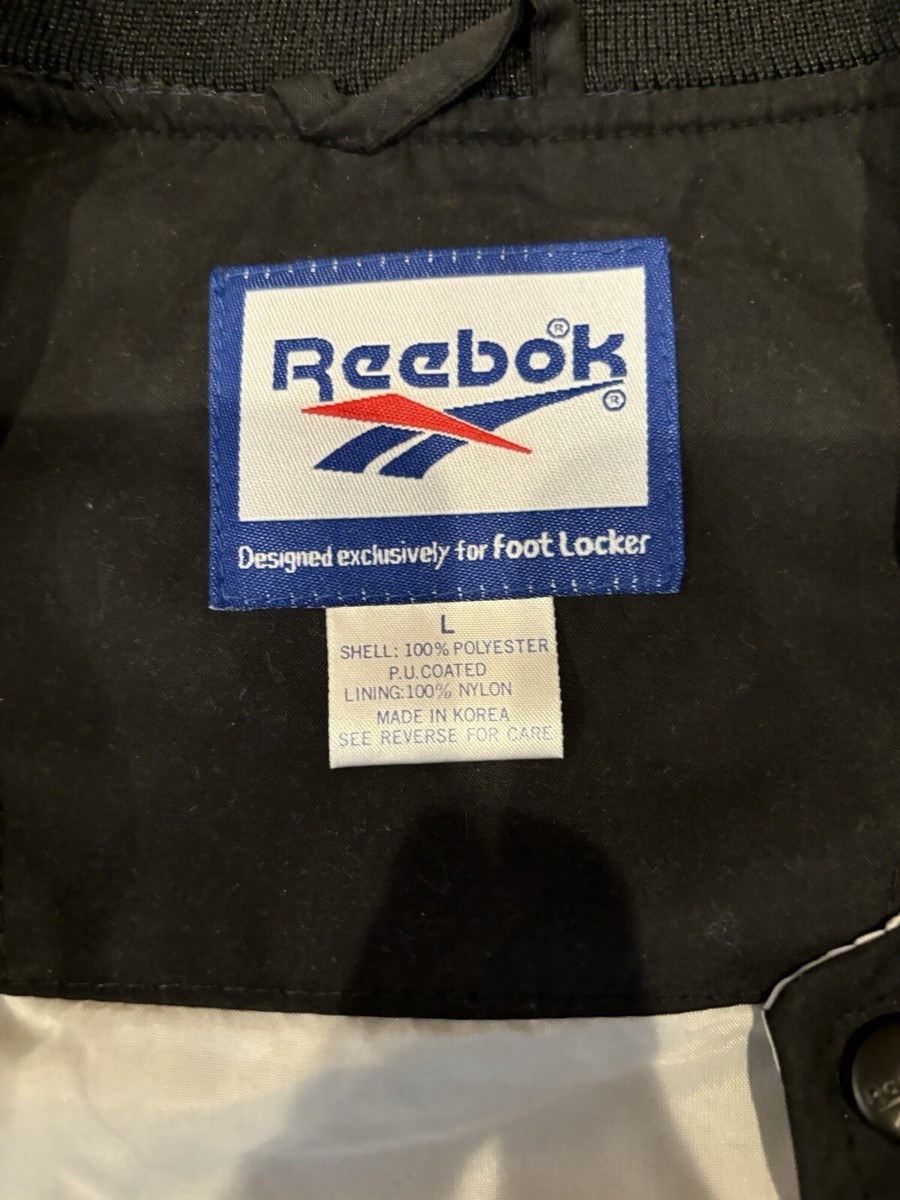 Reebok®
®
Designed exclusively for Foot Locker
L
SHELL: 100% POLYESTER
P.U.COATED
LINING:100% NYLON
MADE IN KOREA
SEE REVERSE FOR CARE